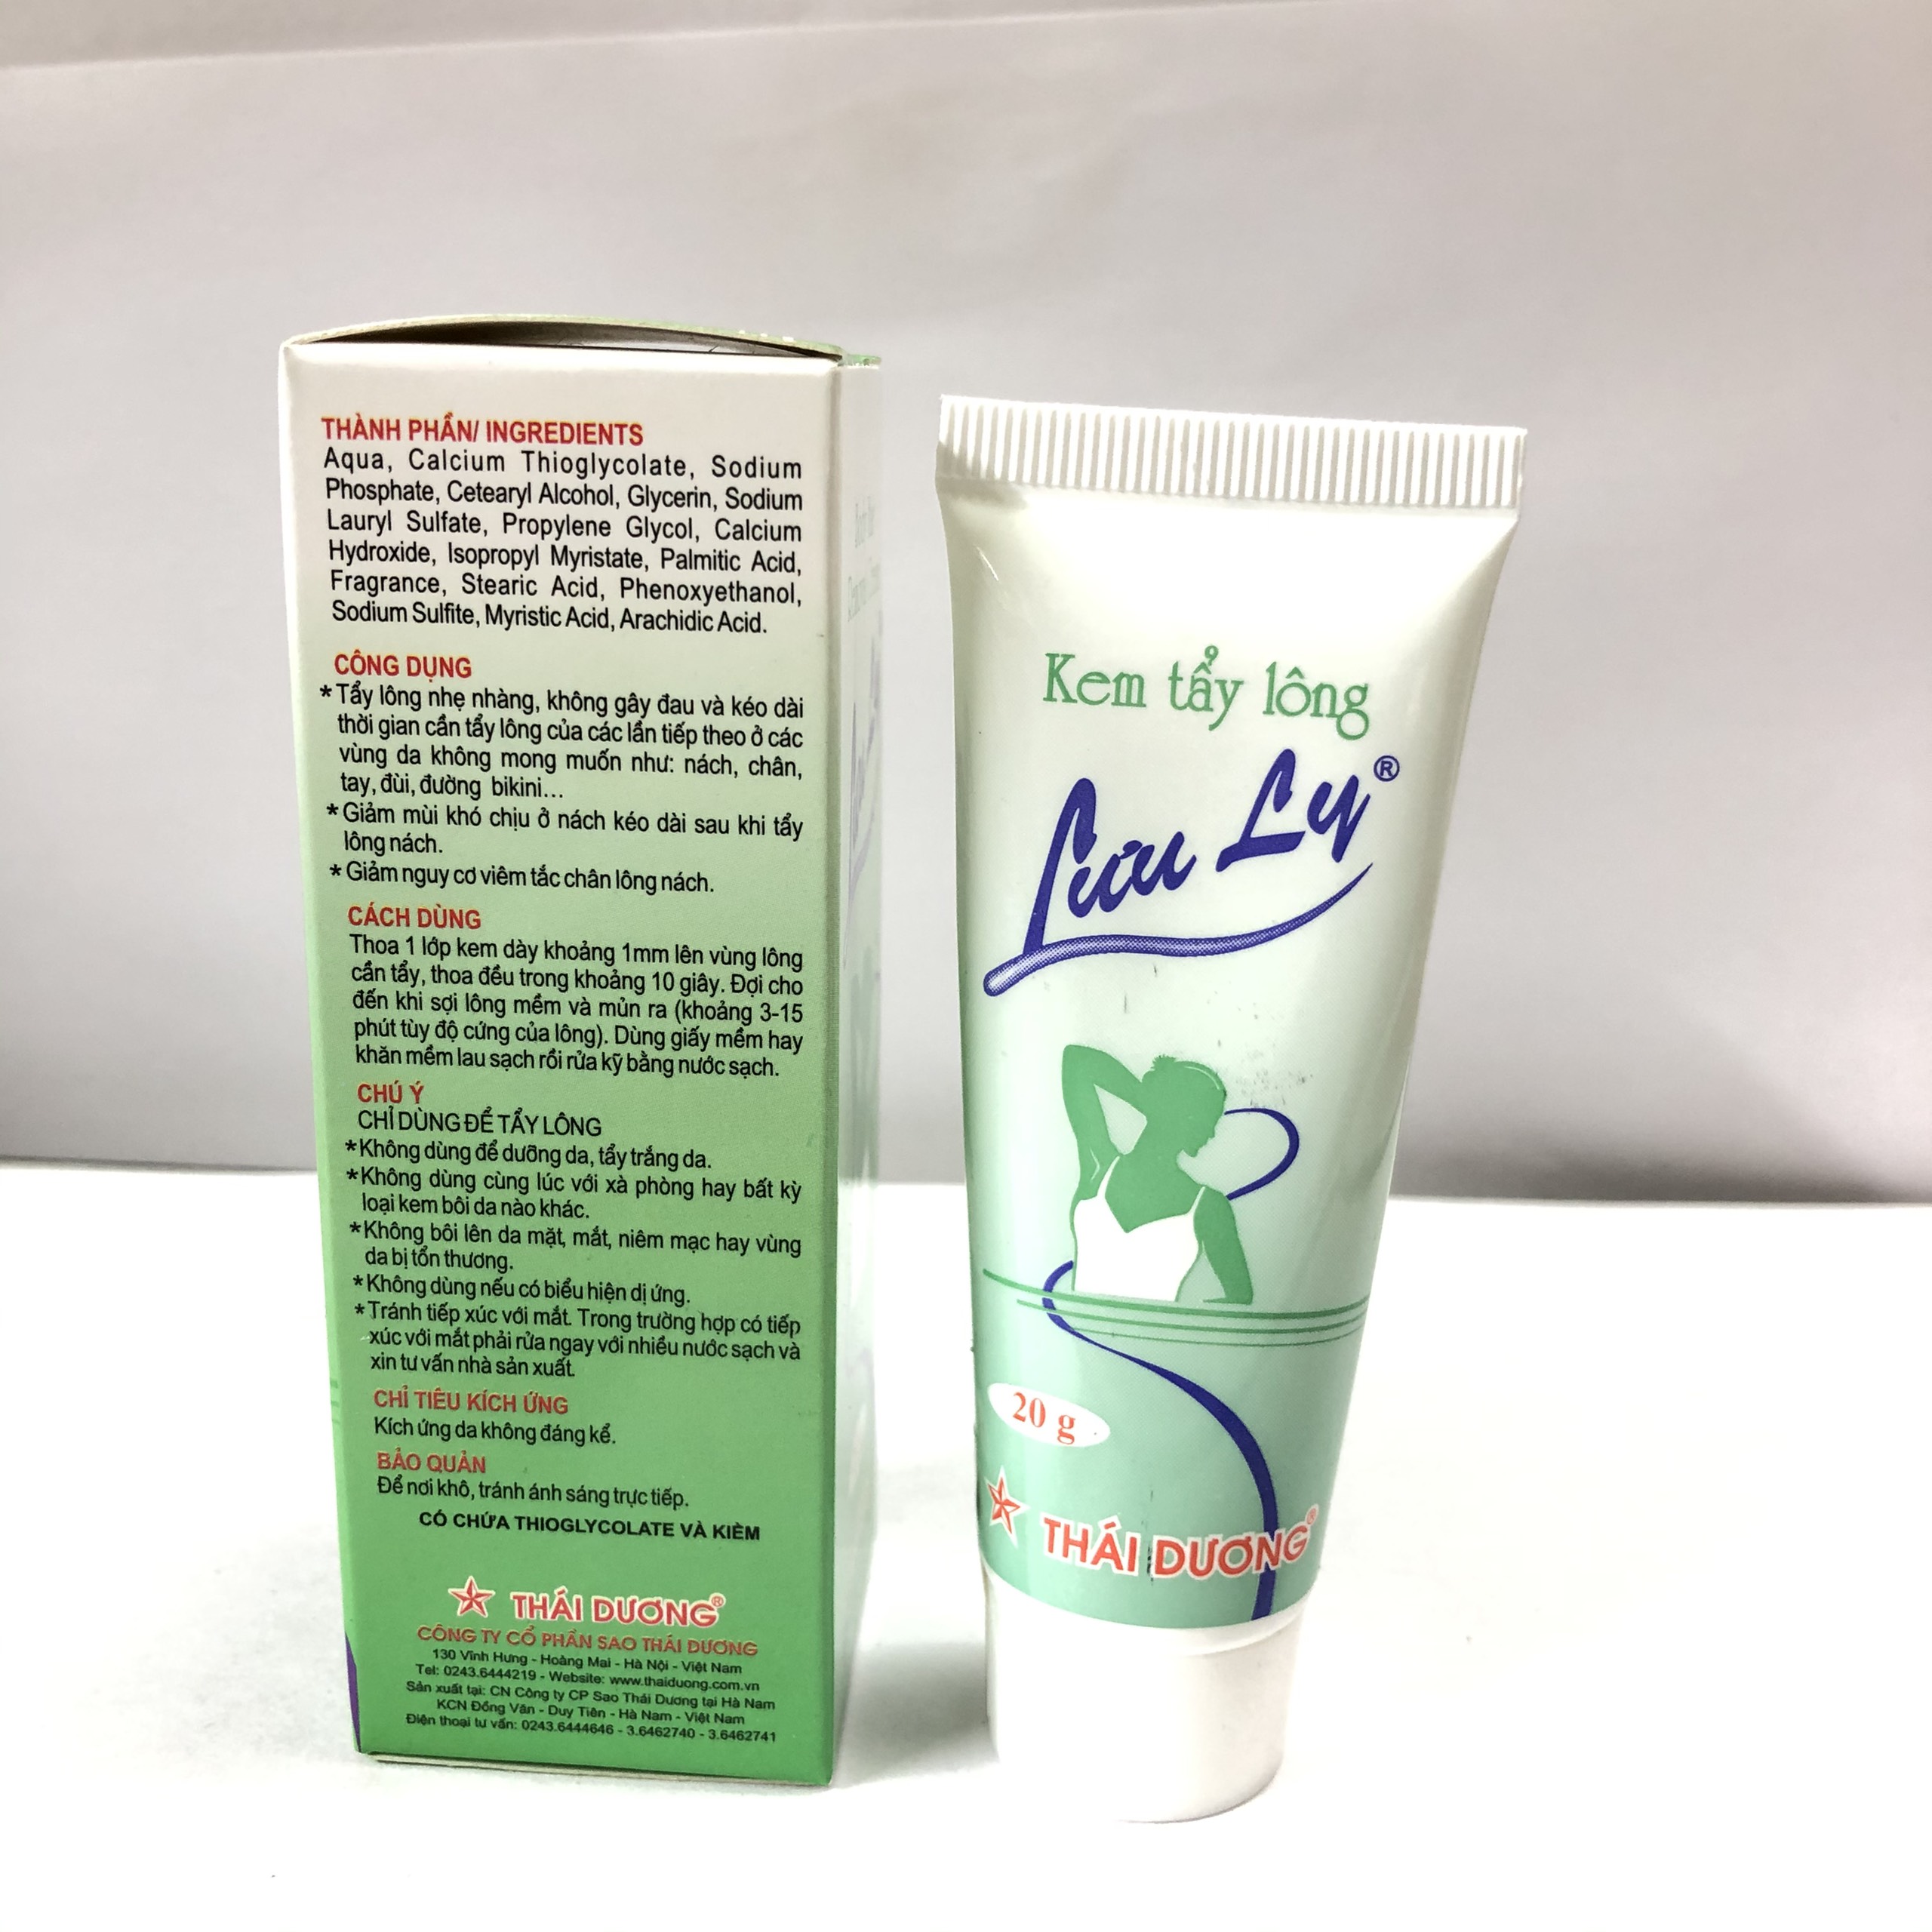 THÀNH PHẦN/ INGREDIENTS
Aqua, Calcium Thioglycolate, Sodium
Phosphate, Cetearyl Alcohol, Glycerin, Sodium
Lauryl Sulfate, Propylene Glycol, Calcium
Hydroxide, Isopropyl Myristate, Palmitic Acid,
Fragrance, Stearic Acid, Phenoxyethanol,
Sodium Sulfite, Myristic Acid, Arachidic Acid.
CÔNG DỤNG
* Tẩy lông nhẹ nhàng, không gây đau và kéo dài
thời gian cần tẩy lông của các lần tiếp theo ở các
vùng da không mong muốn như: nách, chân,
tay, đùi, đường bikini...
* Giảm mùi khó chịu ở nách kéo dài sau khi tẩy
lông nách.
* Giảm nguy cơ viêm tắc chân lông nách.
CÁCH DÙNG
Thoa 1 lớp kem dày khoảng 1mm lên vùng lông
cần tẩy, thoa đều trong khoảng 10 giây. Đợi cho
đến khi sợi lông mềm và mủn ra (khoảng 3-15
phút tùy độ cứng của lông). Dùng giấy mềm hay
khăn mềm lau sạch rồi rửa kỹ bằng nước sạch.
CHÚ Ý
CHỈ DÙNG ĐỂ TẨY LÔNG
* Không dùng để dưỡng da, tẩy trắng da.
* Không dùng cùng lúc với xà phòng hay bất kỳ
loại kem bôi da nào khác.
* Không bôi lên da mặt, mắt, niêm mạc hay vùng
da bị tổn thương.
* Không dùng nếu có biểu hiện dị ứng.
* Tránh tiếp xúc với mắt. Trong trường hợp có tiếp
xúc với mắt phải rửa ngay với nhiều nước sạch và
xin tư vấn nhà sản xuất.
CHỈ TIÊU KÍCH ỨNG
Kích ứng da không đáng kể.
BẢO QUẢN
Để nơi khô, tránh ánh sáng trực tiếp.
CÓ CHỨA THIOGLYCOLATE VÀ KIỀM
THÁI DƯƠNG®
CÔNG TY CỔ PHẦN SAO THÁI DƯƠNG
130 Vĩnh Hưng - Hoàng Mai - Hà Nội - Việt Nam
Tel: 0243.6444219 - Website: www.thaiduong.com.vn
Sản xuất tại: CN Công ty CP Sao Thái Dương tại Hà Nam
KCN Đồng Văn - Duy Tiên - Hà Nam - Việt Nam
Điện thoại tư vấn: 0243.6444646 - 3.6462740 - 3.6462741
Kem tẩy lông
Lưu Ly®
20 g
THÁI DƯƠNG®